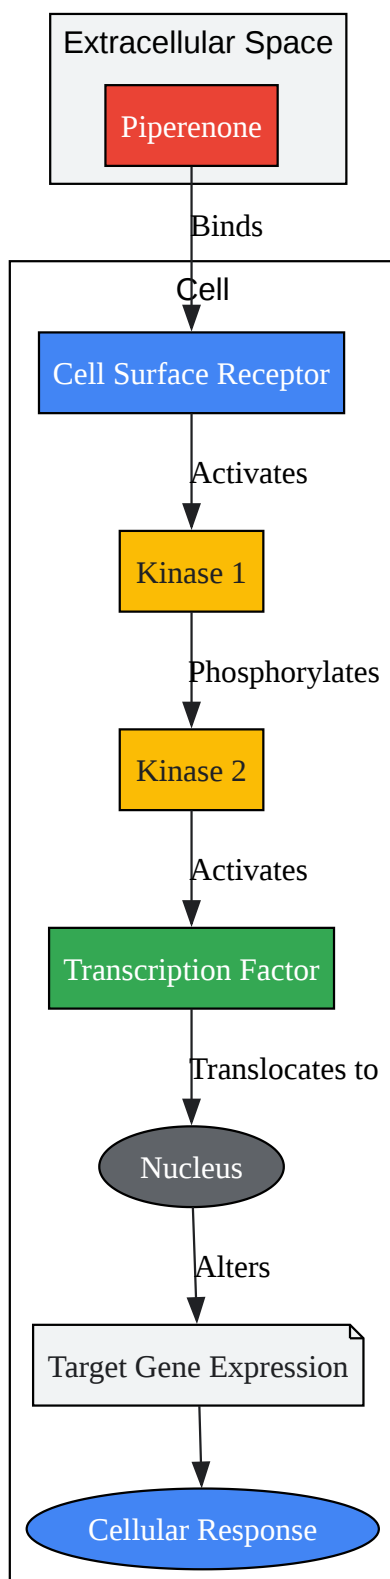 Extracellular Space
Piperenone
Binds
Cell
Cell Surface Receptor
Activates
Kinase 1
Phosphorylates
Kinase 2
Activates
Transcription Factor
Translocates to
Nucleus
Alters
Target Gene Expression
Cellular Response